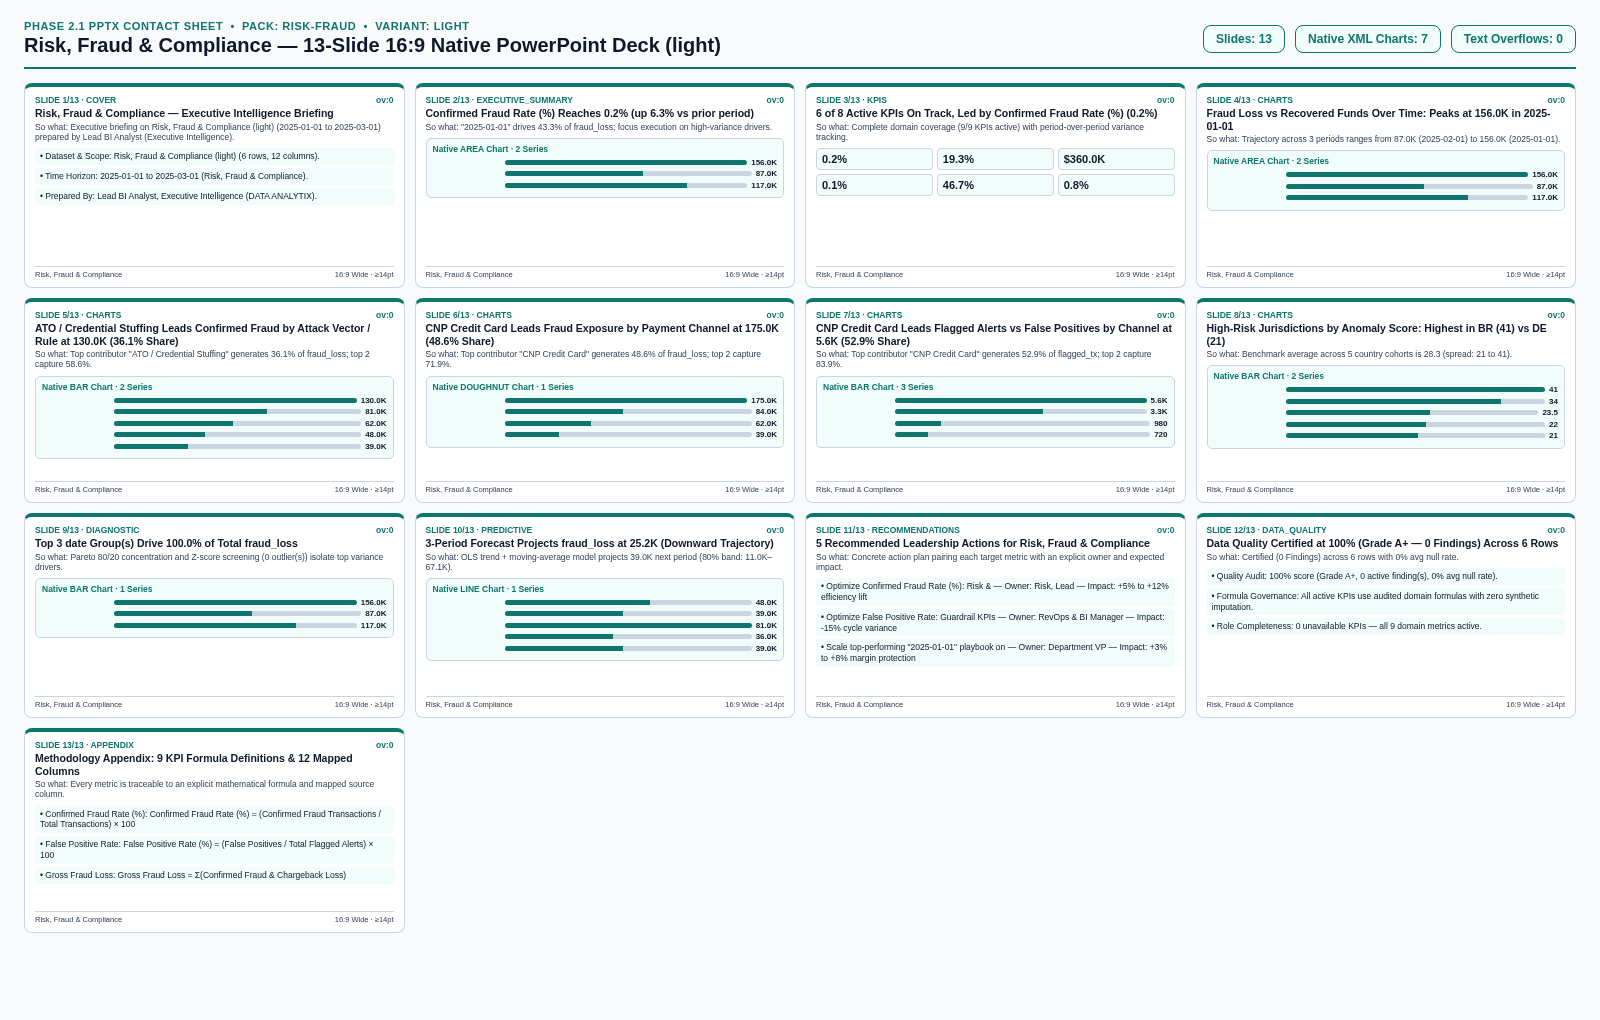 PHASE 2.1 PPTX CONTACT SHEET • PACK: RISK-FRAUD • VARIANT: LIGHT
Risk, Fraud & Compliance — 13-Slide 16:9 Native PowerPoint Deck (light)
Slides: 13
Native XML Charts: 7
Text Overflows: 0
SLIDE 1/13 · COVER
ov:0
Risk, Fraud & Compliance — Executive Intelligence Briefing
So what: Executive briefing on Risk, Fraud & Compliance (light) (2025-01-01 to 2025-03-01)
prepared by Lead BI Analyst (Executive Intelligence).
• Dataset & Scope: Risk, Fraud & Compliance (light) (6 rows, 12 columns).
• Time Horizon: 2025-01-01 to 2025-03-01 (Risk, Fraud & Compliance).
• Prepared By: Lead BI Analyst, Executive Intelligence (DATA ANALYTIX).
Risk, Fraud & Compliance
16:9 Wide · ≥14pt
SLIDE 2/13 · EXECUTIVE_SUMMARY
ov:0
Confirmed Fraud Rate (%) Reaches 0.2% (up 6.3% vs prior period)
So what: "2025-01-01" drives 43.3% of fraud_loss; focus execution on high-variance drivers.
Native AREA Chart · 2 Series
156.0K
87.0K
117.0K
Risk, Fraud & Compliance
16:9 Wide · ≥14pt
SLIDE 3/13 · KPIS
ov:0
6 of 8 Active KPIs On Track, Led by Confirmed Fraud Rate (%) (0.2%)
So what: Complete domain coverage (9/9 KPIs active) with period-over-period variance
tracking.
0.2%
19.3%
$360.0K
0.1%
46.7%
0.8%
Risk, Fraud & Compliance
16:9 Wide · ≥14pt
SLIDE 4/13 · CHARTS
ov:0
Fraud Loss vs Recovered Funds Over Time: Peaks at 156.0K in 2025-
01-01
So what: Trajectory across 3 periods ranges from 87.0K (2025-02-01) to 156.0K (2025-01-01).
Native AREA Chart · 2 Series
156.0K
87.0K
117.0K
Risk, Fraud & Compliance
16:9 Wide · ≥14pt
SLIDE 5/13 · CHARTS
ov:0
ATO / Credential Stuffing Leads Confirmed Fraud by Attack Vector /
Rule at 130.0K (36.1% Share)
So what: Top contributor "ATO / Credential Stuffing" generates 36.1% of fraud_loss; top 2
capture 58.6%.
Native BAR Chart · 2 Series
130.0K
81.0K
62.0K
48.0K
39.0K
Risk, Fraud & Compliance
16:9 Wide · ≥14pt
SLIDE 6/13 · CHARTS
ov:0
CNP Credit Card Leads Fraud Exposure by Payment Channel at 175.0K
(48.6% Share)
So what: Top contributor "CNP Credit Card" generates 48.6% of fraud_loss; top 2 capture
71.9%.
Native DOUGHNUT Chart · 1 Series
175.0K
84.0K
62.0K
39.0K
Risk, Fraud & Compliance
16:9 Wide · ≥14pt
SLIDE 7/13 · CHARTS
ov:0
CNP Credit Card Leads Flagged Alerts vs False Positives by Channel at
5.6K (52.9% Share)
So what: Top contributor "CNP Credit Card" generates 52.9% of flagged_tx; top 2 capture
83.9%.
Native BAR Chart · 3 Series
5.6K
3.3K
980
720
Risk, Fraud & Compliance
16:9 Wide · ≥14pt
SLIDE 8/13 · CHARTS
ov:0
High-Risk Jurisdictions by Anomaly Score: Highest in BR (41) vs DE
(21)
So what: Benchmark average across 5 country cohorts is 28.3 (spread: 21 to 41).
Native BAR Chart · 2 Series
41
34
23.5
22
21
Risk, Fraud & Compliance
16:9 Wide · ≥14pt
SLIDE 9/13 · DIAGNOSTIC
ov:0
Top 3 date Group(s) Drive 100.0% of Total fraud_loss
So what: Pareto 80/20 concentration and Z-score screening (0 outlier(s)) isolate top variance
drivers.
Native BAR Chart · 1 Series
156.0K
87.0K
117.0K
Risk, Fraud & Compliance
16:9 Wide · ≥14pt
SLIDE 10/13 · PREDICTIVE
ov:0
3-Period Forecast Projects fraud_loss at 25.2K (Downward Trajectory)
So what: OLS trend + moving-average model projects 39.0K next period (80% band: 11.0K–
67.1K).
Native LINE Chart · 1 Series
48.0K
39.0K
81.0K
36.0K
39.0K
Risk, Fraud & Compliance
16:9 Wide · ≥14pt
SLIDE 11/13 · RECOMMENDATIONS
ov:0
5 Recommended Leadership Actions for Risk, Fraud & Compliance
So what: Concrete action plan pairing each target metric with an explicit owner and expected
impact.
• Optimize Confirmed Fraud Rate (%): Risk & — Owner: Risk, Lead — Impact: +5% to +12%
efficiency lift
• Optimize False Positive Rate: Guardrail KPIs — Owner: RevOps & BI Manager — Impact:
-15% cycle variance
• Scale top-performing "2025-01-01" playbook on — Owner: Department VP — Impact: +3%
to +8% margin protection
Risk, Fraud & Compliance
16:9 Wide · ≥14pt
SLIDE 12/13 · DATA_QUALITY
ov:0
Data Quality Certified at 100% (Grade A+ — 0 Findings) Across 6 Rows
So what: Certified (0 Findings) across 6 rows with 0% avg null rate.
• Quality Audit: 100% score (Grade A+, 0 active finding(s), 0% avg null rate).
• Formula Governance: All active KPIs use audited domain formulas with zero synthetic
imputation.
• Role Completeness: 0 unavailable KPIs — all 9 domain metrics active.
Risk, Fraud & Compliance
16:9 Wide · ≥14pt
SLIDE 13/13 · APPENDIX
ov:0
Methodology Appendix: 9 KPI Formula Definitions & 12 Mapped
Columns
So what: Every metric is traceable to an explicit mathematical formula and mapped source
column.
• Confirmed Fraud Rate (%): Confirmed Fraud Rate (%) = (Confirmed Fraud Transactions /
Total Transactions) × 100
• False Positive Rate: False Positive Rate (%) = (False Positives / Total Flagged Alerts) ×
100
• Gross Fraud Loss: Gross Fraud Loss = Σ(Confirmed Fraud & Chargeback Loss)
Risk, Fraud & Compliance
16:9 Wide · ≥14pt